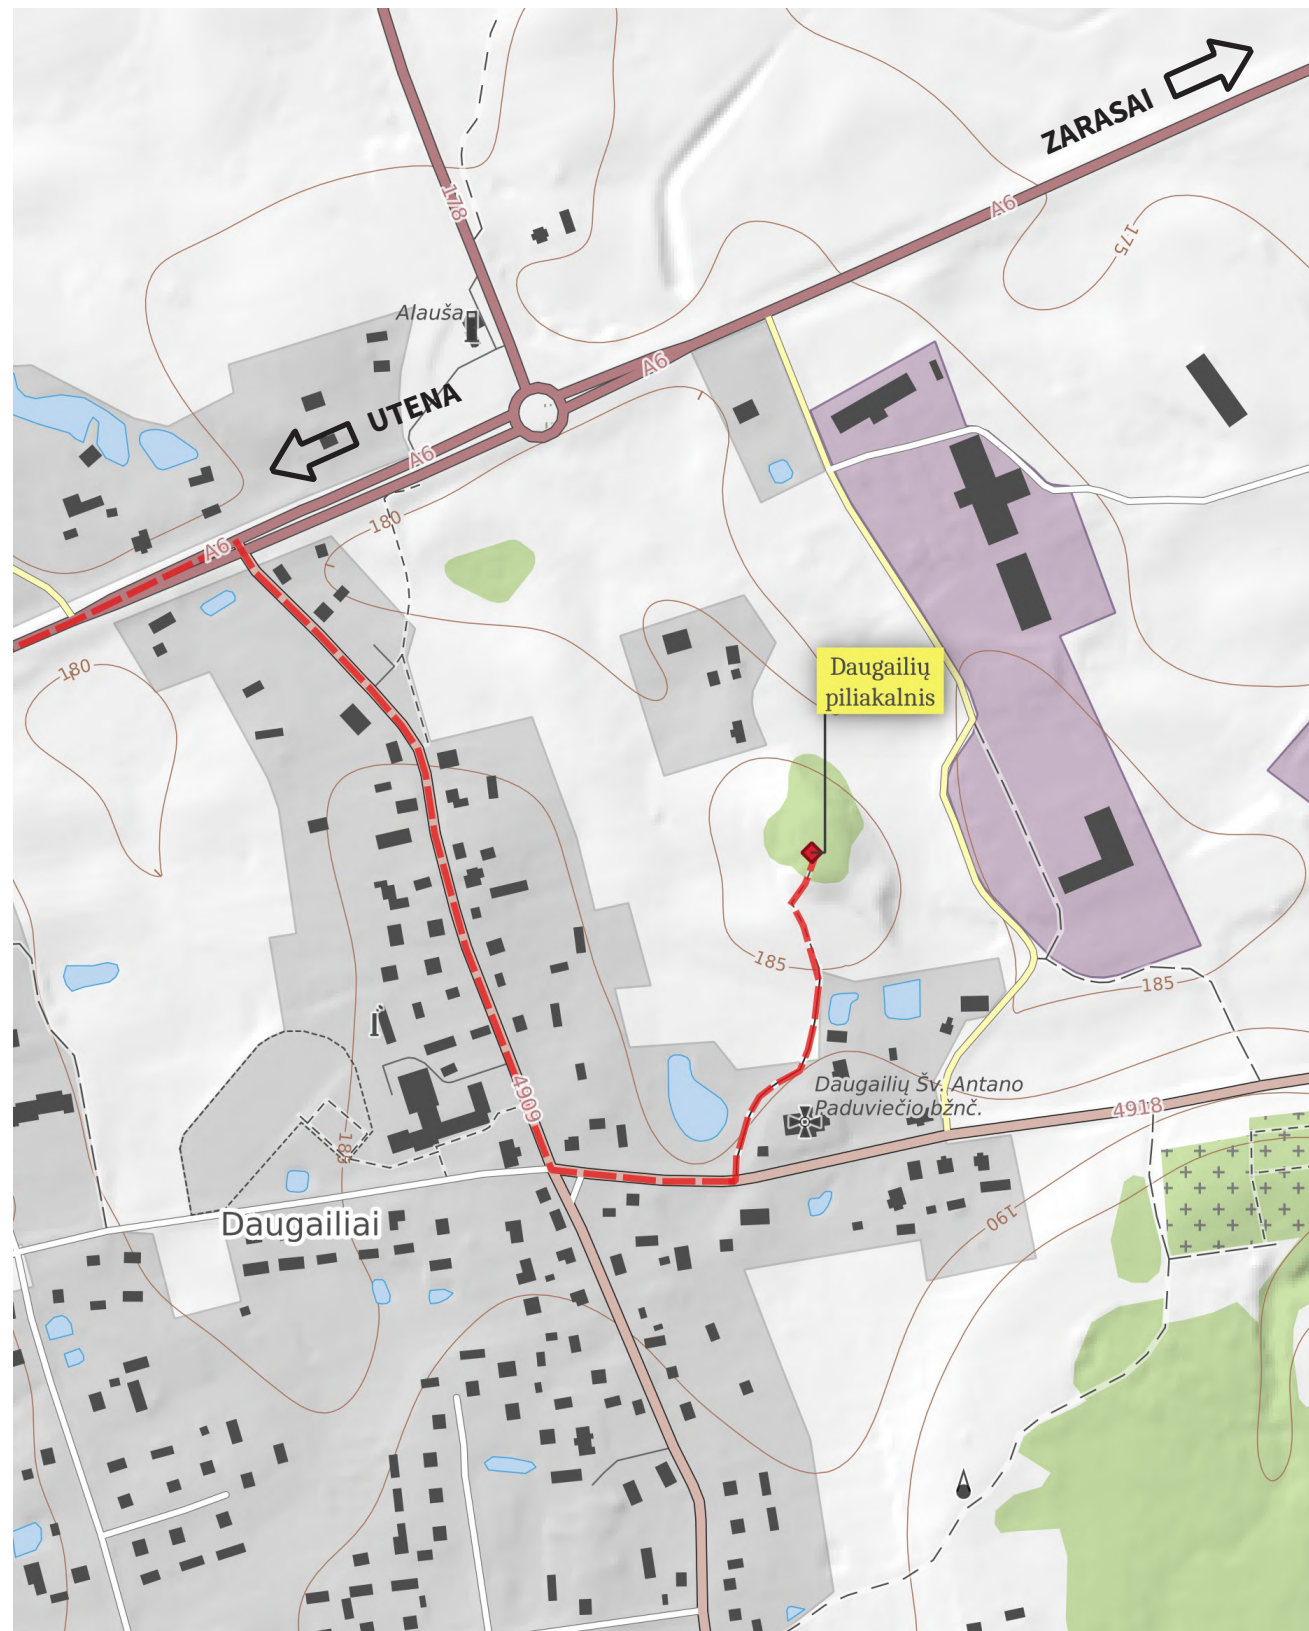 ZARASAI
178
A6
175
Alauša
A6
UTENA
A6
180
A6
Daugailių
piliakalnis
180
185
185
Daugailių Šv. Antano
Paduviečio bžnč.
4909
4918
185
190
Daugailiai